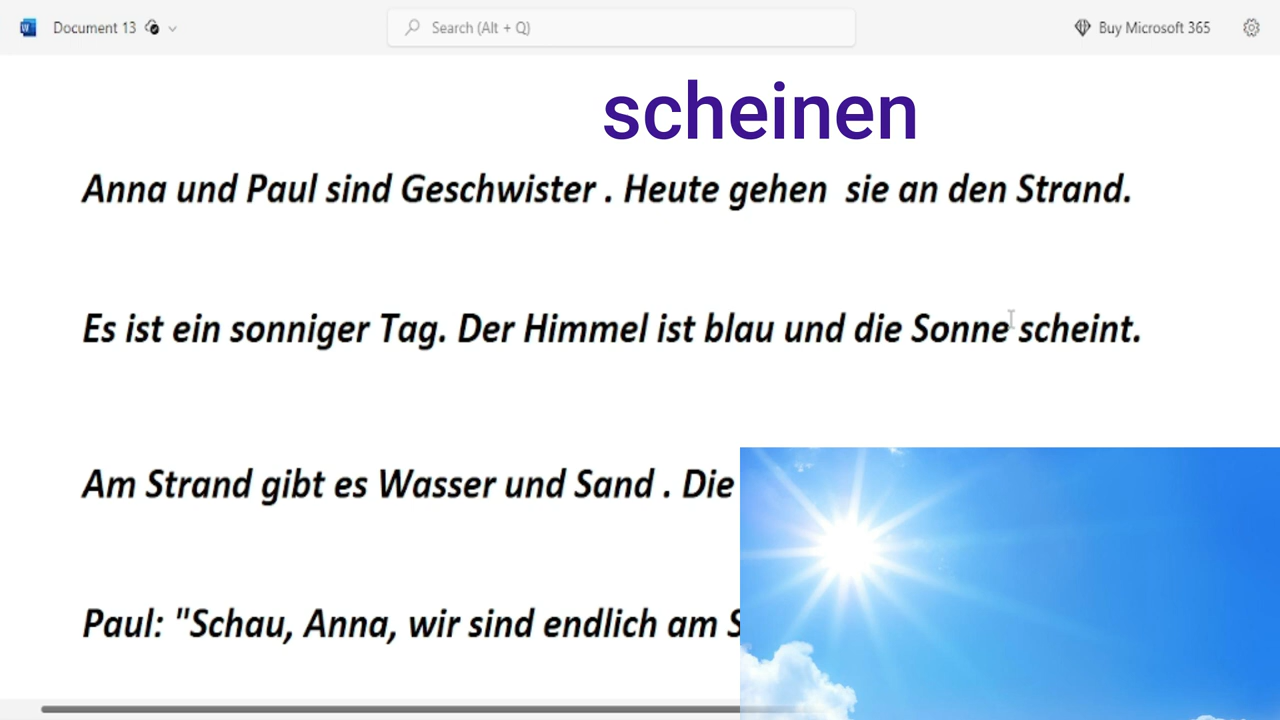 Document 13
Search (Alt + Q)
Buy Microsoft 365
scheinen
Anna und Paul sind Geschwister . Heute gehen  sie an den Strand.
Es ist ein sonniger Tag. Der Himmel ist blau und die Sonne scheint.
Am Strand gibt es Wasser und Sand . Die
Paul: "Schau, Anna, wir sind endlich am S